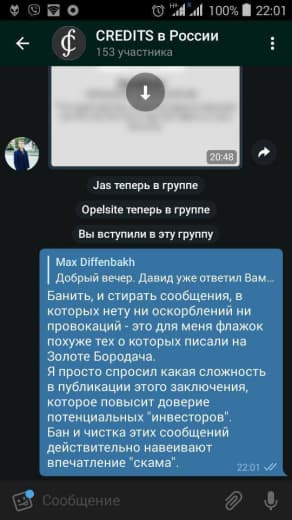 100% 22:01
CREDITS в России
153 участника
20:48
Jas теперь в группе
Opelsite теперь в группе
Вы вступили в эту группу
Max Diffenbakh
Добрый вечер. Давид уже ответил Вам...
Банить, и стирать сообщения, в
которых нету ни оскорблений ни
провокаций - это для меня флажок
похуже тех о которых писали на
Золоте Бородача.
Я просто спросил какая сложность
в публикации этого заключения,
которое повысит доверие
потенциальных "инвесторов".
Бан и чистка этих сообщений
действительно навеивают
впечатление "скама".
22:01
Сообщение